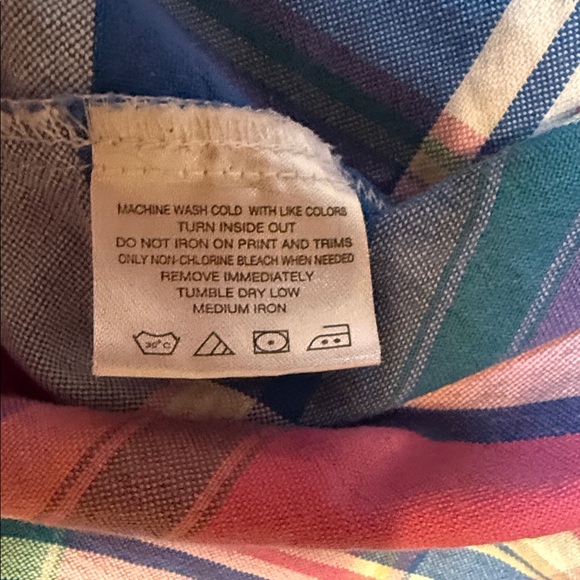 MACHINE WASH COLD WITH LIKE COLORS
TURN INSIDE OUT
DO NOT IRON ON PRINT AND TRIMS
ONLY NON-CHLORINE BLEACH WHEN NEEDED
REMOVE IMMEDIATELY
TUMBLE DRY LOW
MEDIUM IRON
30°C